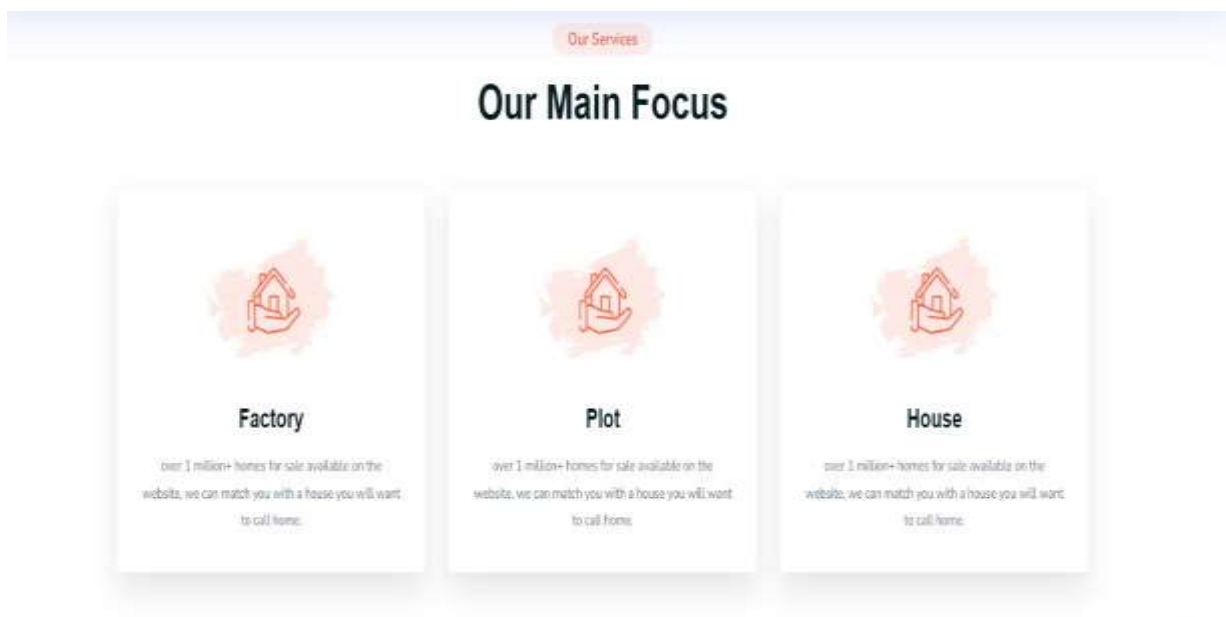 Our Services
Our Main Focus
Factory
over 1 million+ homes for sale available on the
website, we can match you with a house you will want
to call home.
Plot
over 1 million+ homes for sale available on the
website, we can match you with a house you will want
to call home.
House
over 1 million+ homes for sale available on the
website, we can match you with a house you will want
to call home.